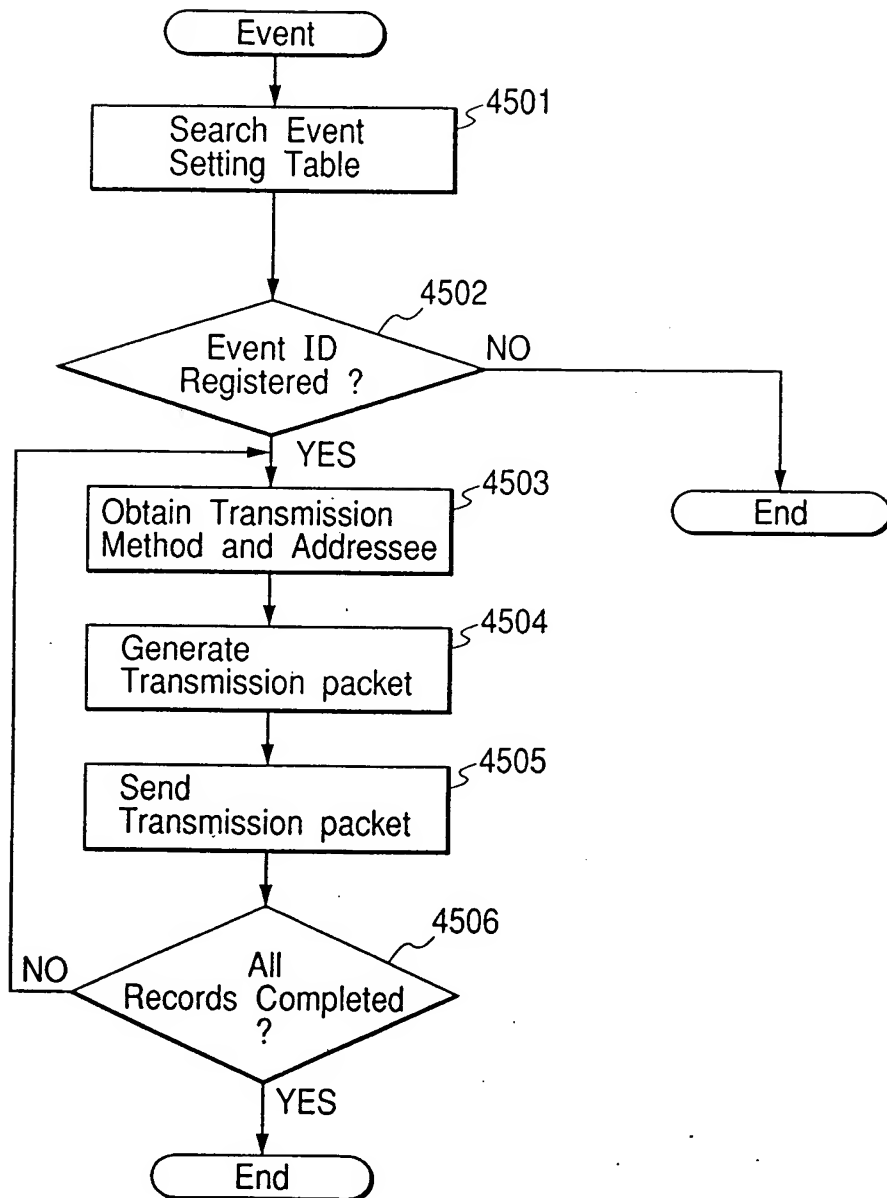 Event
4501
Search Event
Setting Table
4502
Event ID
Registered ?
NO
YES
4503
Obtain Transmission
Method and Addressee
End
4504
Generate
Transmission packet
4505
Send
Transmission packet
4506
All
Records Completed
?
NO
YES
End